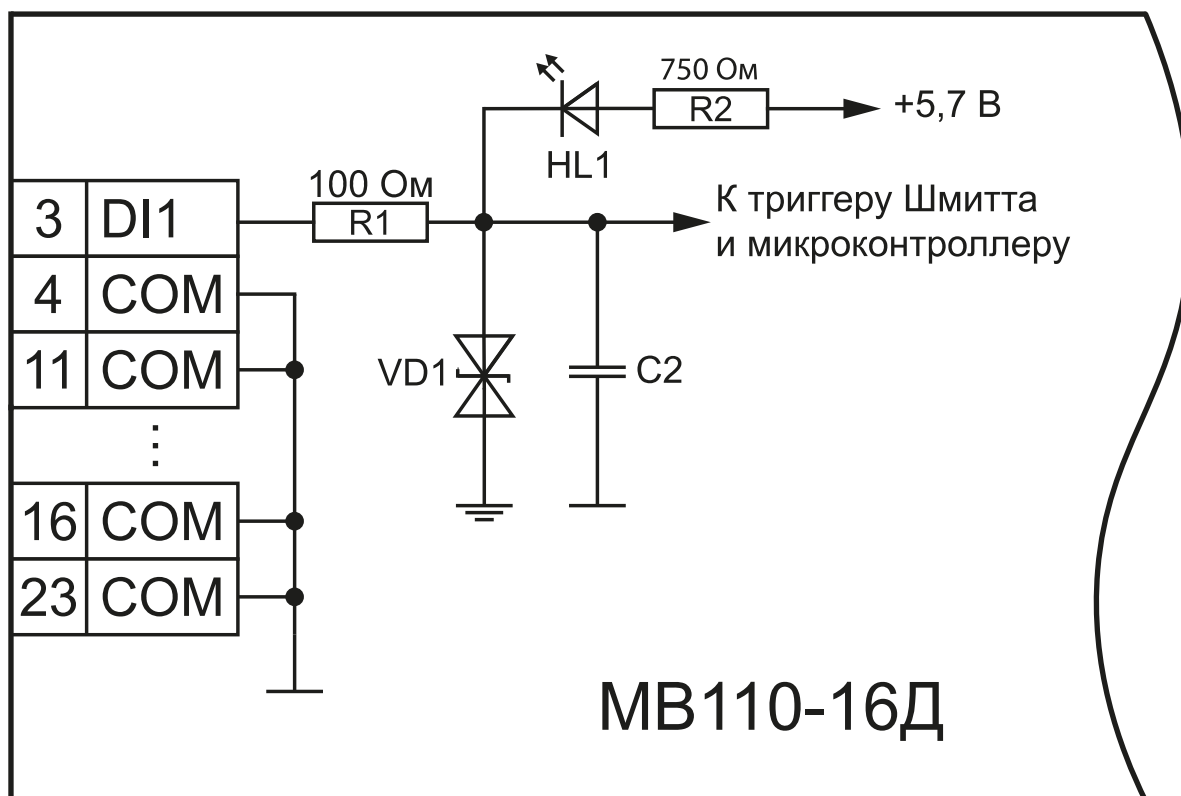 750 Ом
R2
+5,7 В
HL1
100 Ом
К триггеру Шмитта
и микроконтроллеру
3 DI1
R1
4 COM
11 COM
VD1
C2
⋮
16 COM
23 COM
МВ110-16Д